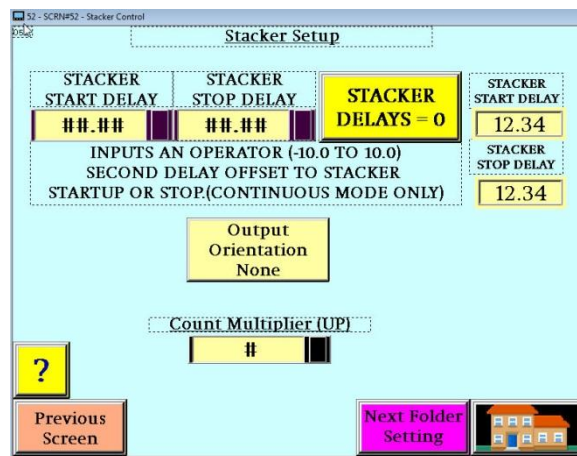 52 - SCRN#52 - Stacker Control
Stacker Setup
STACKER
START DELAY
STACKER
STOP DELAY
##.##
##.##
STACKER
DELAYS = 0
STACKER
START DELAY
12.34
STACKER
STOP DELAY
12.34
INPUTS AN OPERATOR (-10.0 TO 10.0)
SECOND DELAY OFFSET TO STACKER
STARTUP OR STOP.(CONTINUOUS MODE ONLY)
Output
Orientation
None
Count Multiplier (UP)
#
?
Previous
Screen
Next Folder
Setting